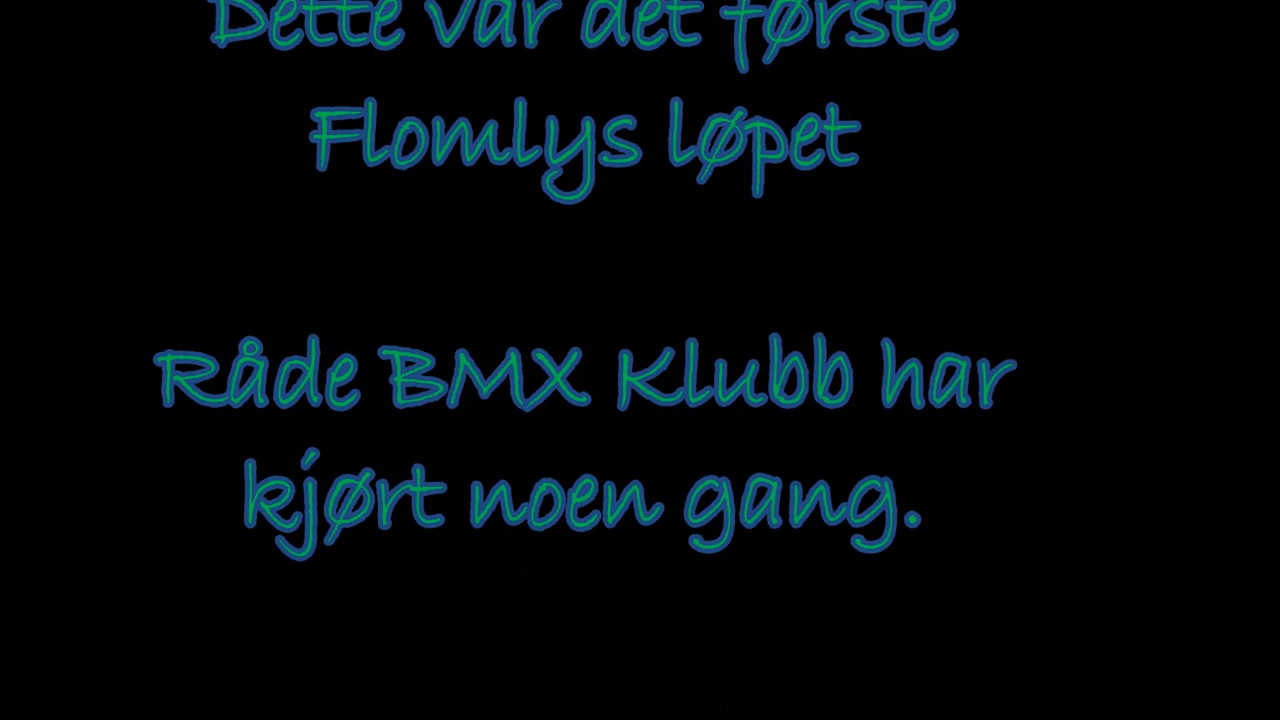 Dette var det første
Flomlys løpet
Råde BMX Klubb har
kjørt noen gang.